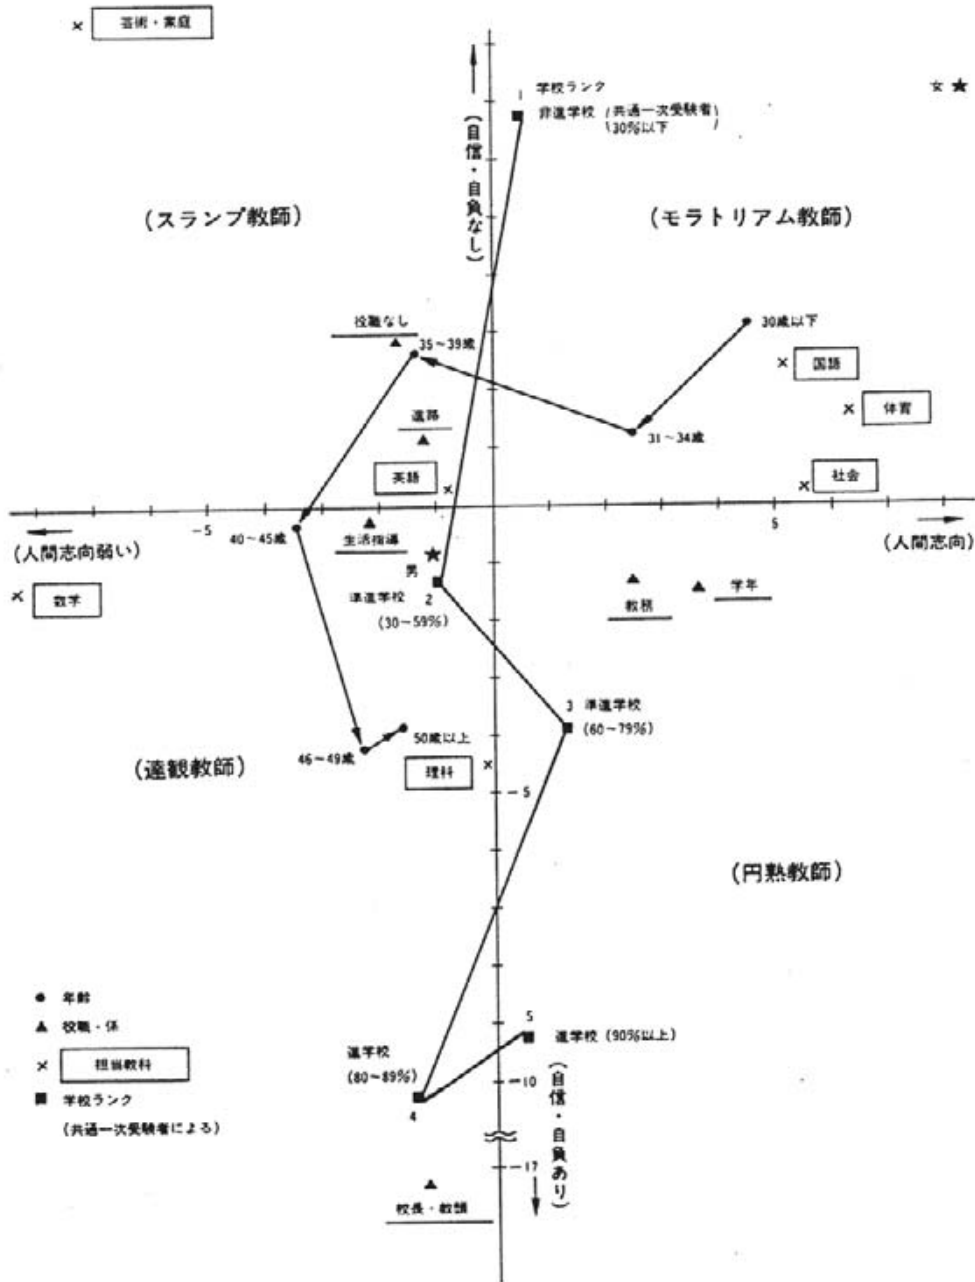 芸術・家庭
1 学校ランク
非進学校 (共通一次受験者
30%以下)
女
(自信・自負なし)
(スランプ教師)
(モラトリアム教師)
役職なし
35〜39歳
30歳以下
国語
体育
進路
31〜34歳
英語
社会
-5
5
(人間志向弱い)
40〜45歳
生活指導
(人間志向)
男
数学
準進学校
2
(30〜59%)
教務
学年
3 準進学校
(60〜79%)
50歳以上
46〜49歳
(達観教師)
理科
-5
(円熟教師)
年齢
役職・係
担当教科
学校ランク
(共通一次受験者による)
5
進学校 (90%以上)
進学校
(80〜89%)
4
-10
(自信・自負あり)
-17
校長・教頭